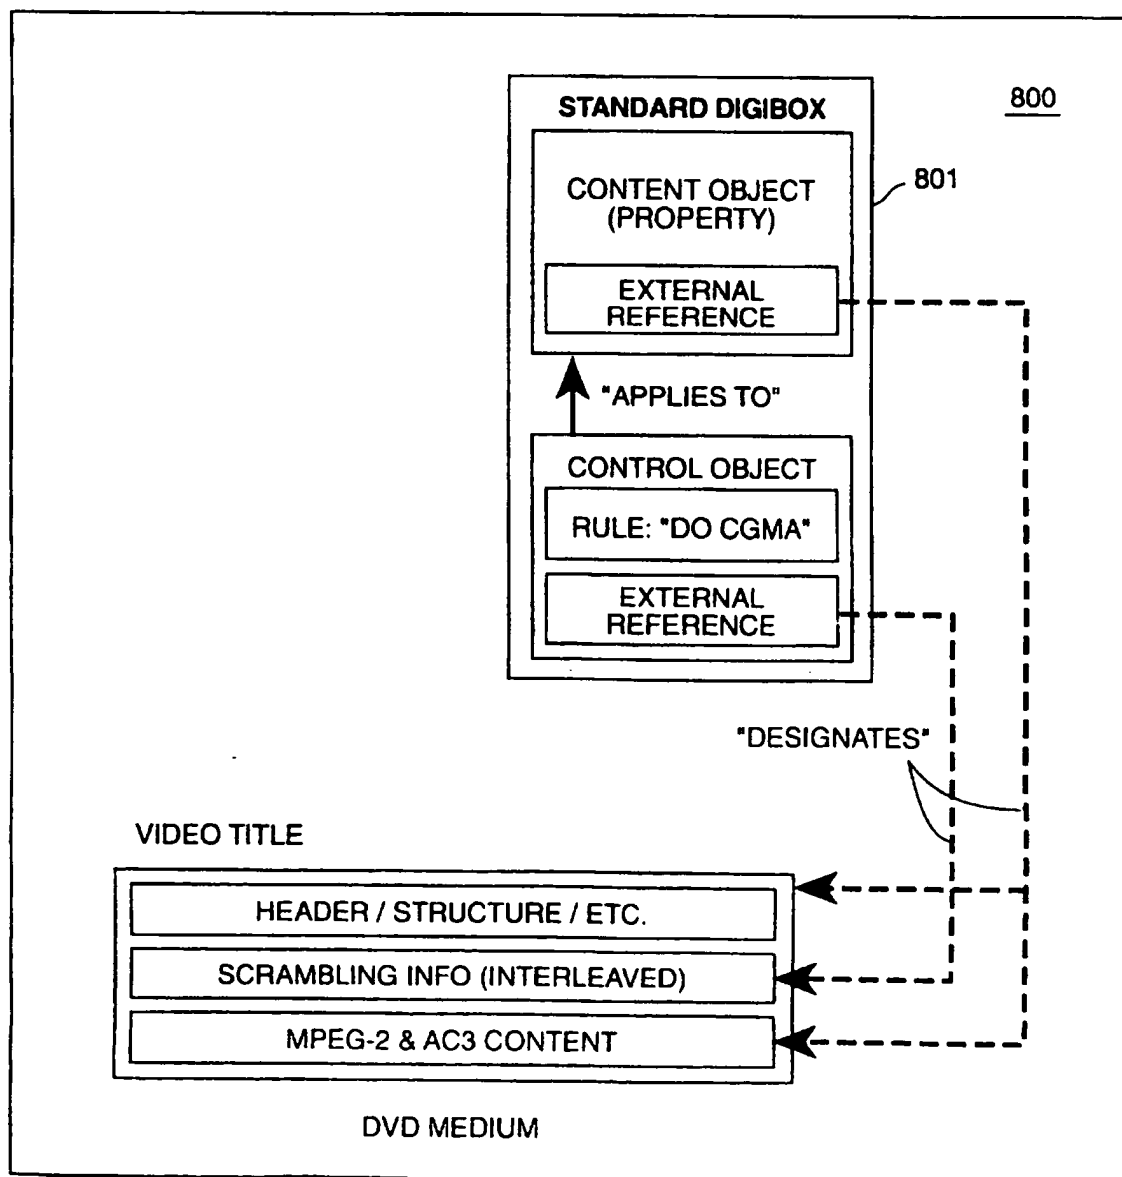 800
STANDARD DIGIBOX
801
CONTENT OBJECT
(PROPERTY)
EXTERNAL
REFERENCE
"APPLIES TO"
CONTROL OBJECT
RULE: "DO CGMA"
EXTERNAL
REFERENCE
"DESIGNATES"
VIDEO TITLE
HEADER / STRUCTURE / ETC.
SCRAMBLING INFO (INTERLEAVED)
MPEG-2 & AC3 CONTENT
DVD MEDIUM